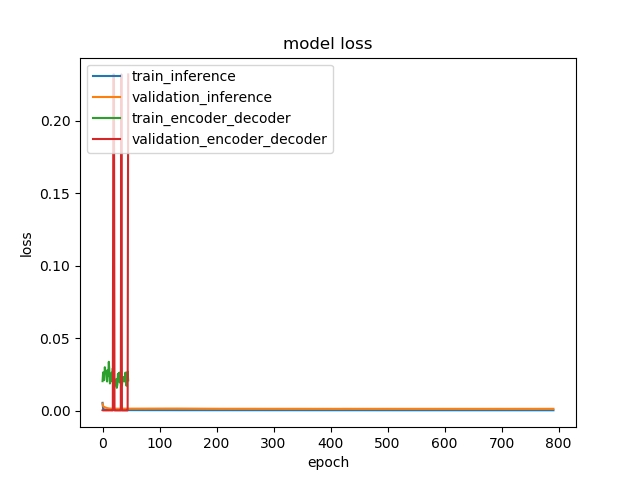 model loss
train_inference
validation_inference
train_encoder_decoder
validation_encoder_decoder
0.20
0.15
0.10
0.05
0.00
loss
0 100 200 300 400 500 600 700 800
epoch